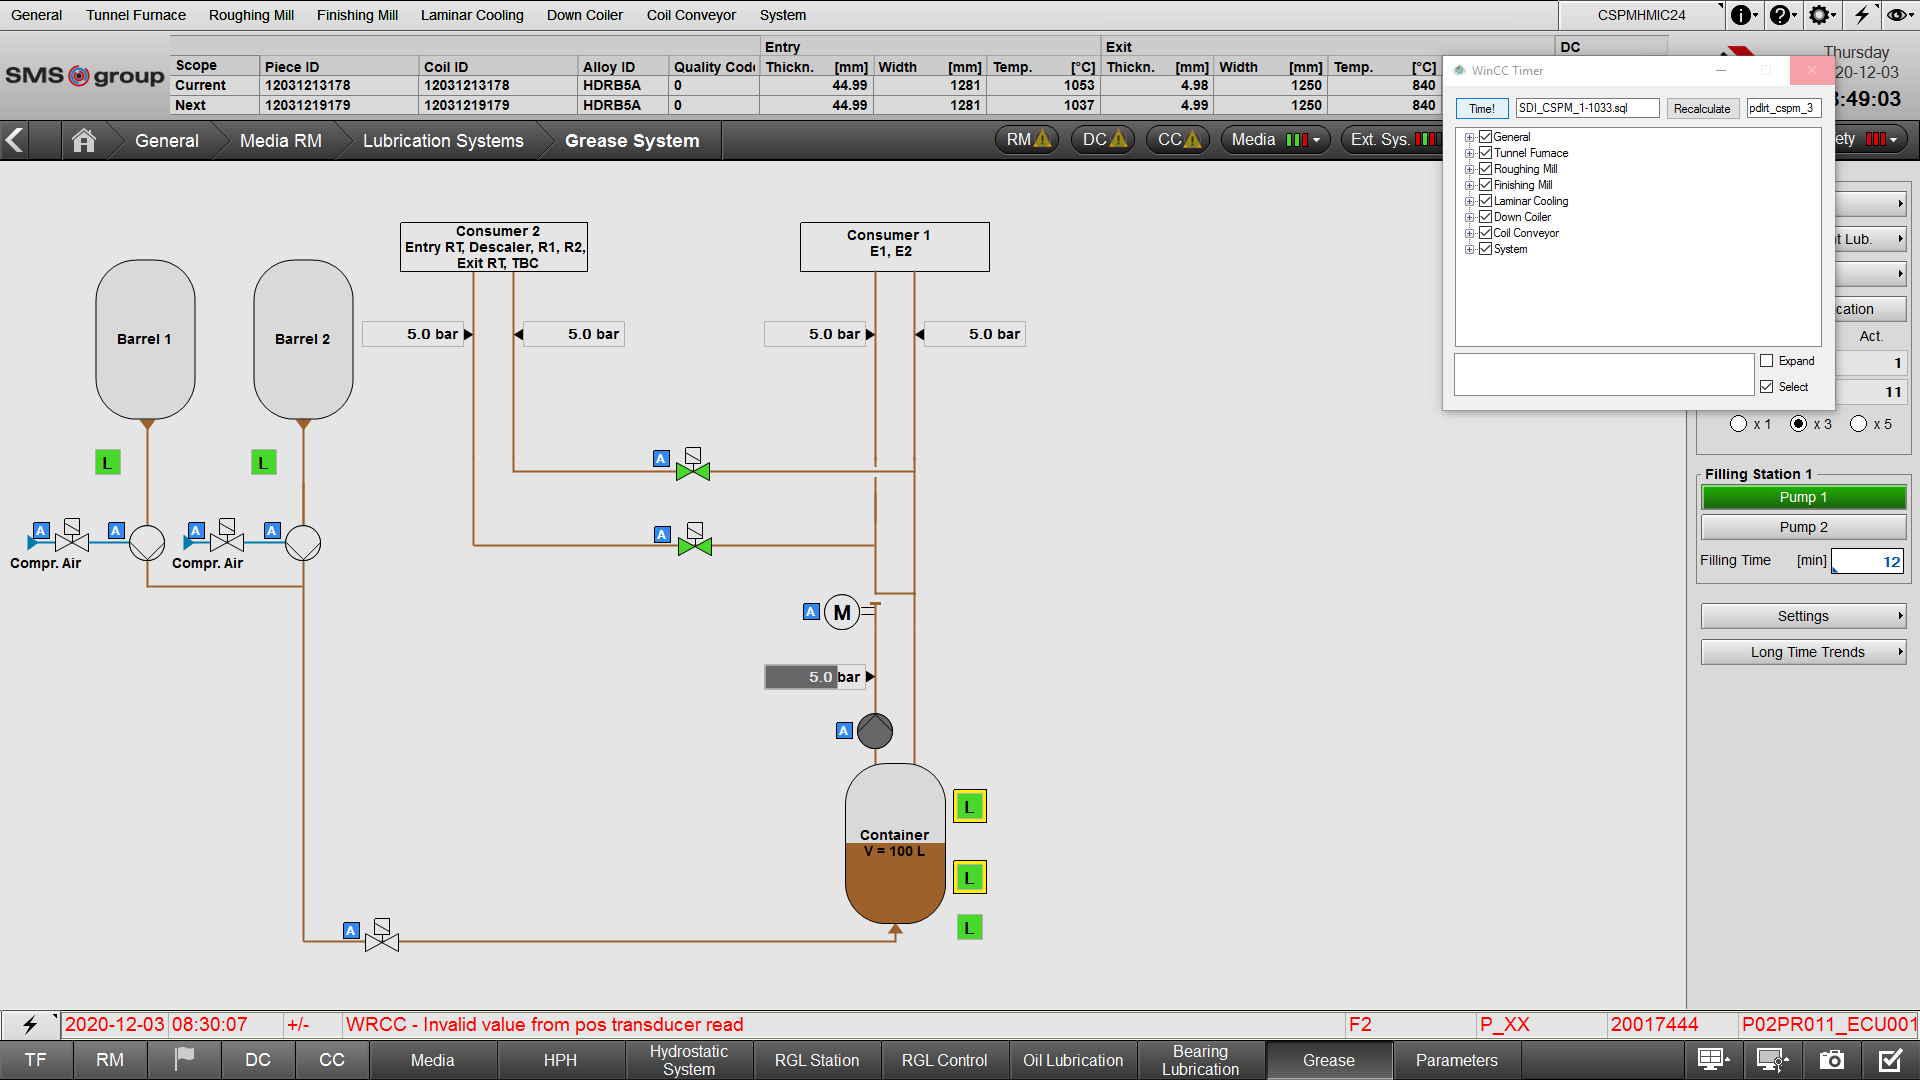 General Tunnel Furnace Roughing Mill Finishing Mill Laminar Cooling Down Coiler Coil Conveyor System CSPMHMIC24
Entry Exit DC Thursday
SMS group Scope Piece ID Coil ID Alloy ID Quality Code Thickn. [mm] Width [mm] Temp. [°C] Thickn. [mm] Width [mm] Temp. [°C]
Current 12031213178 12031213178 HDRB5A 0 44.99 1281 1053 4.98 1250 840
Next 12031219179 12031219179 HDRB5A 0 44.99 1281 1037 4.99 1250 840
20-12-03
:49:03
WinCC Timer
Time! SDI_CSPM_1-1033.sql Recalculate pdlrt_cspm_3
General
Tunnel Furnace
Roughing Mill
Finishing Mill
Laminar Cooling
Down Coiler
Coil Conveyor
System
Expand
Select
General Media RM Lubrication Systems Grease System RM DC CC Media Ext. Sys. ety
t Lub.
cation
Act.
1
11
x 1 x 3 x 5
Filling Station 1
Pump 1
Pump 2
Filling Time [min] 12
Settings
Long Time Trends
Consumer 2
Entry RT, Descaler, R1, R2,
Exit RT, TBC
Consumer 1
E1, E2
Barrel 1 Barrel 2
5.0 bar 5.0 bar 5.0 bar 5.0 bar
L L
A
A A A A
A
Compr. Air Compr. Air
A M
5.0 bar
A
L
Container
V = 100 L
L
L
A
2020-12-03 08:30:07 +/- WRCC - Invalid value from pos transducer read F2 P_XX 20017444 P02PR011_ECU001
TF RM DC CC Media HPH Hydrostatic System RGL Station RGL Control Oil Lubrication Bearing Lubrication Grease Parameters